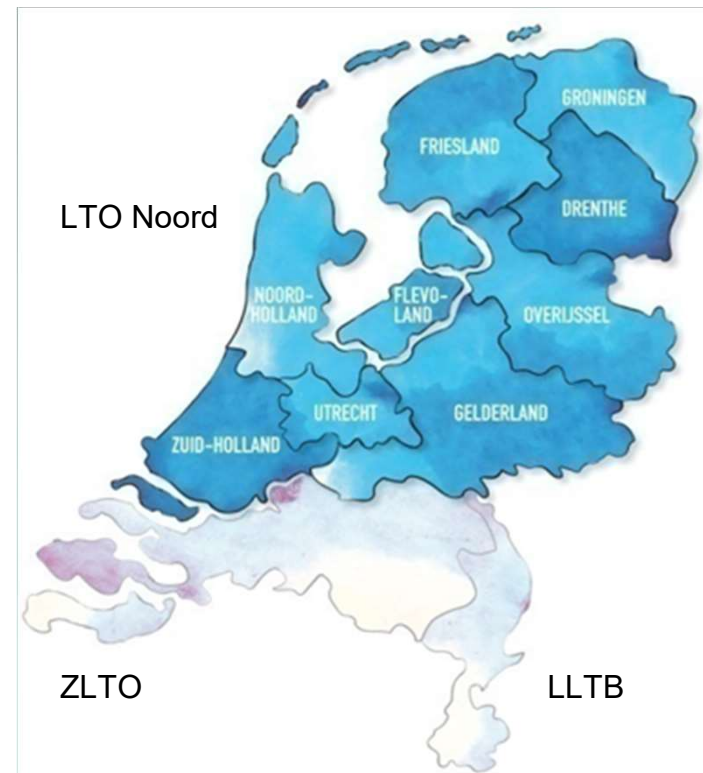 GRONINGEN
FRIESLAND
DRENTHE
LTO Noord
NOORD-
HOLLAND
FLEVO-
LAND
OVERIJSSEL
UTRECHT
GELDERLAND
ZUID-HOLLAND
ZLTO
LLTB